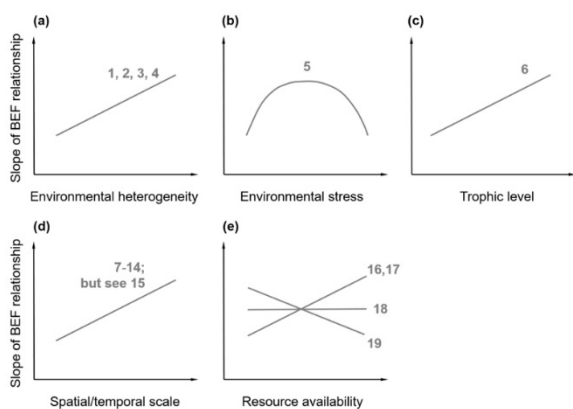 (a)
Slope of BEF relationship
1, 2, 3, 4
Environmental heterogeneity
(b)
5
Environmental stress
(c)
6
Trophic level
(d)
Slope of BEF relationship
7-14;
but see 15
Spatial/temporal scale
(e)
16,17
18
19
Resource availability